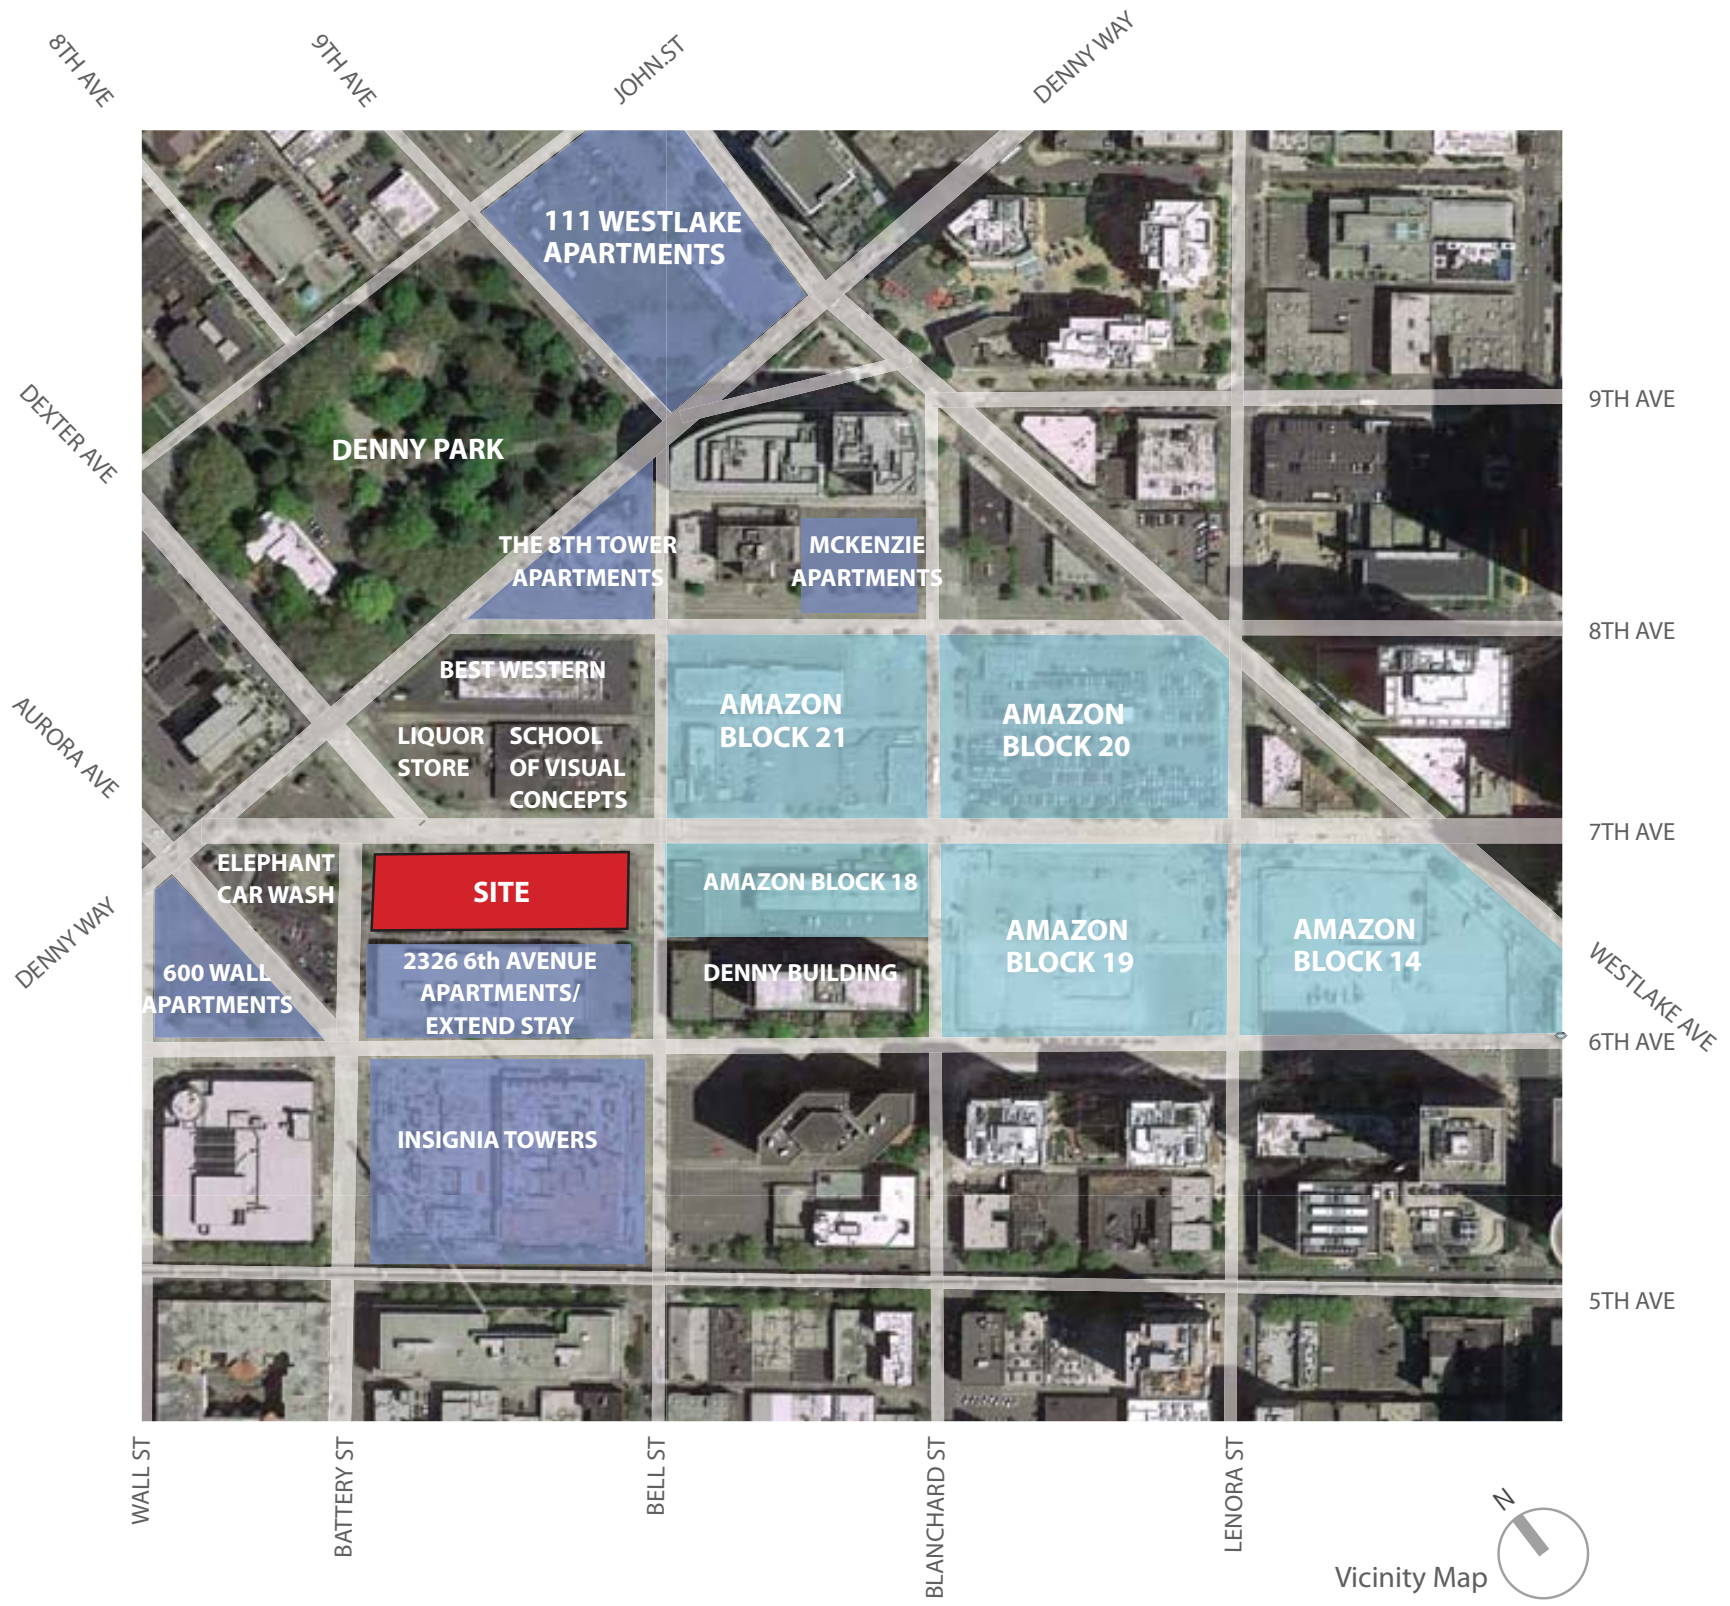 8TH AVE
9TH AVE
JOHN.ST
DENNY WAY
111 WESTLAKE
APARTMENTS
DEXTER AVE
9TH AVE
DENNY PARK
THE 8TH TOWER
APARTMENTS
MCKENZIE
APARTMENTS
8TH AVE
BEST WESTERN
AURORA AVE
LIQUOR
STORE
SCHOOL
OF VISUAL
CONCEPTS
AMAZON
BLOCK 21
AMAZON
BLOCK 20
7TH AVE
ELEPHANT
CAR WASH
SITE
AMAZON BLOCK 18
DENNY WAY
600 WALL
APARTMENTS
2326 6th AVENUE
APARTMENTS/
EXTEND STAY
DENNY BUILDING
AMAZON
BLOCK 19
AMAZON
BLOCK 14
WESTLAKE AVE
6TH AVE
INSIGNIA TOWERS
5TH AVE
WALL ST
BATTERY ST
BELL ST
BLANCHARD ST
LENORA ST
N
Vicinity Map